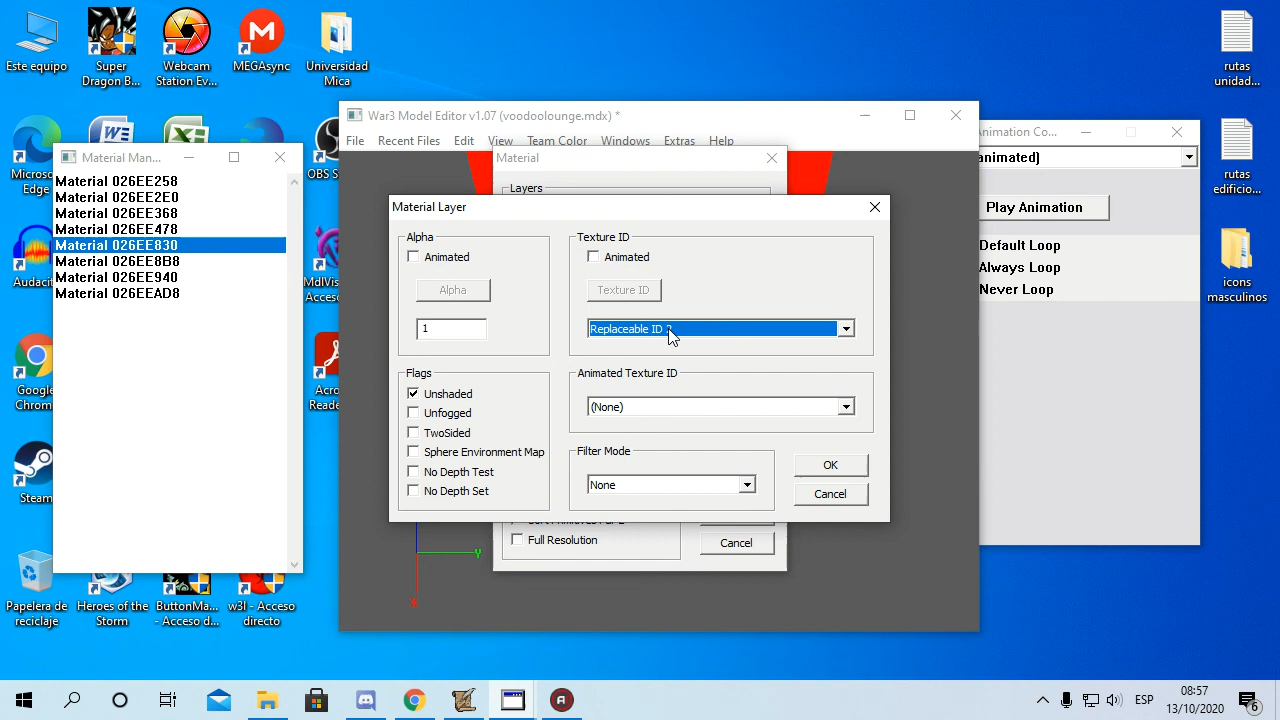 Este equipo
Super
Dragon B...
Webcam
Station Ev...
MEGAsync
Universidad
Mica
rutas
unidad...
rutas
edificio...
icons
masculinos
Microso
Edge
Audacit
Google
Chrom
Steam
Papelera de
reciclaje
Heroes of the
Storm
ButtonMa...
- Acceso d...
w3l - Acceso
directo
OBS S
MdlVis
Acceso
Acro
Reade
Material Man...
Material 026EE258
Material 026EE2E0
Material 026EE368
Material 026EE478
Material 026EE830
Material 026EE8B8
Material 026EE940
Material 026EEAD8
War3 Model Editor v1.07 (voodoolounge.mdx) *
File Recent Files Edit View Team Color Windows Extras Help
Material
Layers
Full Resolution
Cancel
Y
X
Material Layer
Alpha
Animated
Alpha
1
Texture ID
Animated
Texture ID
Replaceable ID
Flags
Unshaded
Unfogged
TwoSided
Sphere Environment Map
No Depth Test
No Depth Set
Animated Texture ID
(None)
Filter Mode
None
OK
Cancel
Animation Co...
animated)
Play Animation
Default Loop
Always Loop
Never Loop
ESP
08:57
13/10/2020
6